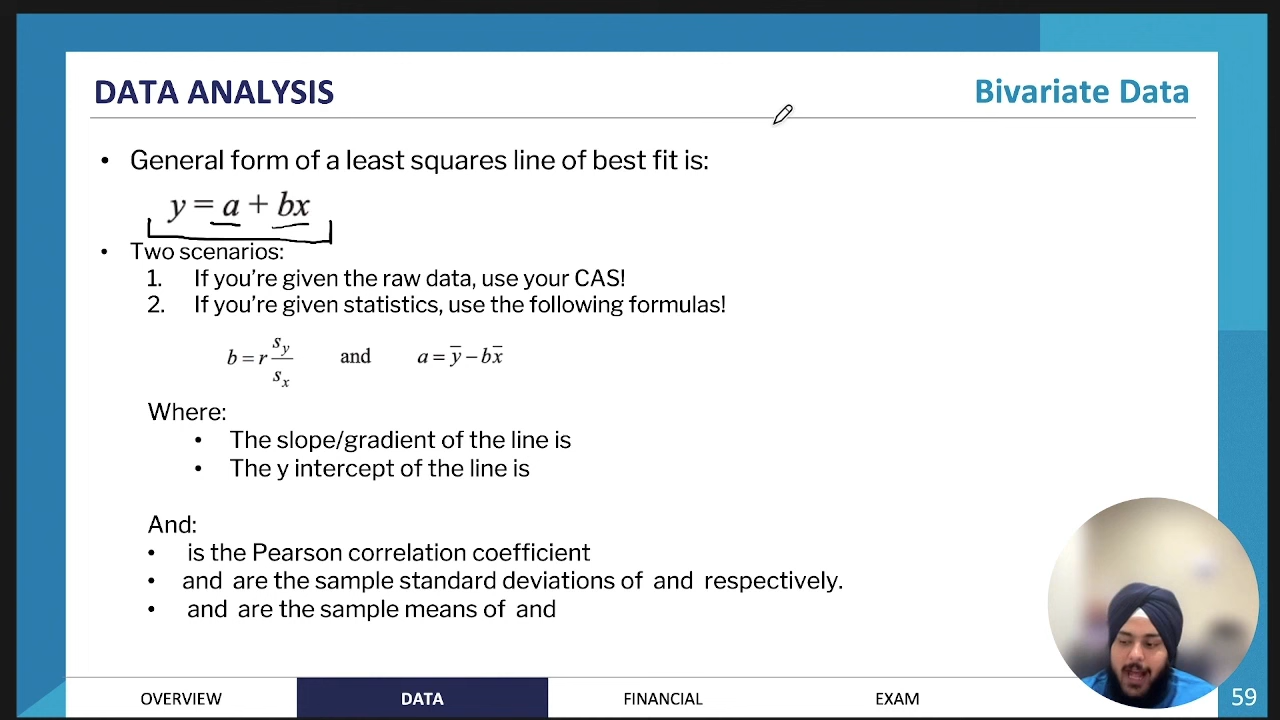 DATA ANALYSIS
Bivariate Data
• General form of a least squares line of best fit is:
y = a + bx
• Two scenarios:
1. If you're given the raw data, use your CAS!
2. If you're given statistics, use the following formulas!
b = r s_y / s_x and a = y̅ − bx̅
Where:
• The slope/gradient of the line is
• The y intercept of the line is
And:
• is the Pearson correlation coefficient
• and are the sample standard deviations of and respectively.
• and are the sample means of and
OVERVIEW DATA FINANCIAL EXAM 59